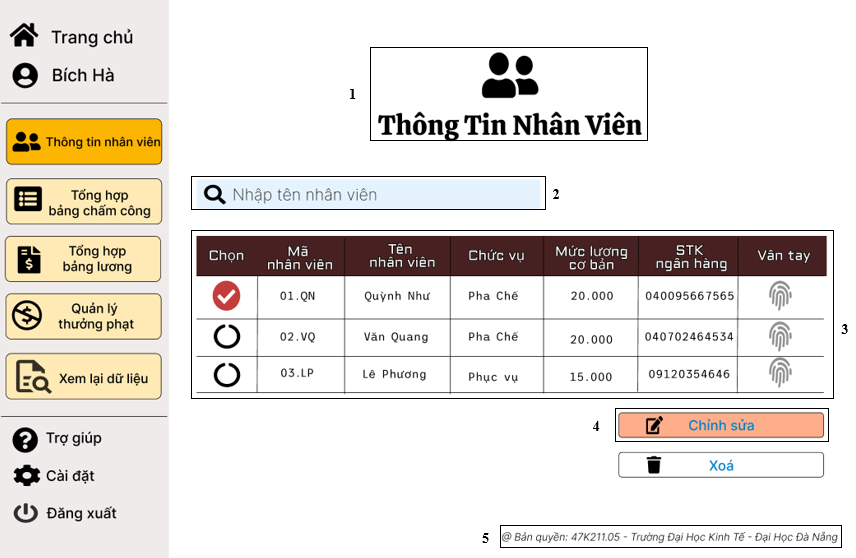 Trang chủ
Bích Hà
Thông tin nhân viên
Tổng hợp
bảng chấm công
Tổng hợp
bảng lương
Quản lý
thưởng phạt
Xem lại dữ liệu
Trợ giúp
Cài đặt
Đăng xuất
1
Thông Tin Nhân Viên
Nhập tên nhân viên
2
Chọn Mã nhân viên Tên nhân viên Chức vụ Mức lương cơ bản STK ngân hàng Vân tay
01.QN Quỳnh Như Pha Chế 20.000 040095667565
02.VQ Văn Quang Pha Chế 20.000 040702464534
03.LP Lê Phương Phục vụ 15.000 09120354646
3
4
Chỉnh sửa
Xoá
5
@ Bản quyền: 47K211.05 - Trường Đại Học Kinh Tế - Đại Học Đà Nẵng